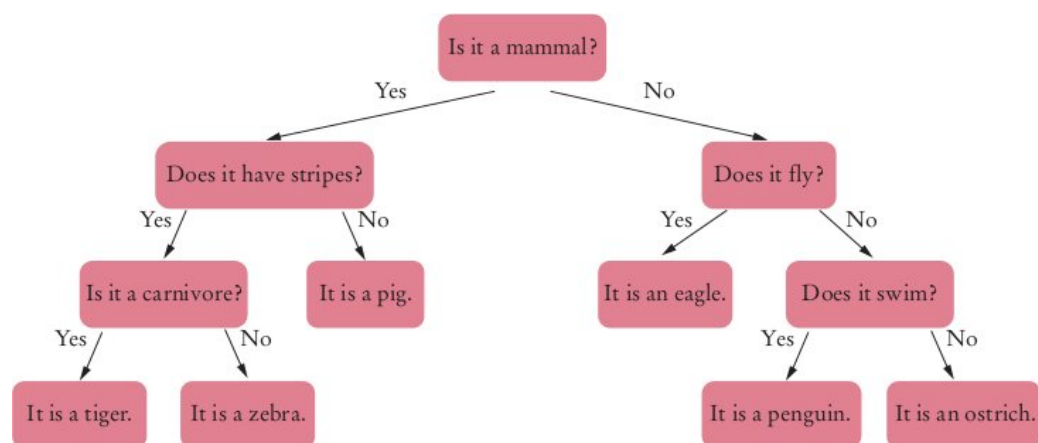 Is it a mammal?
Yes
No
Does it have stripes?
Does it fly?
Yes
No
Yes
No
Is it a carnivore?
It is a pig.
It is an eagle.
Does it swim?
Yes
No
Yes
No
It is a tiger.
It is a zebra.
It is a penguin.
It is an ostrich.